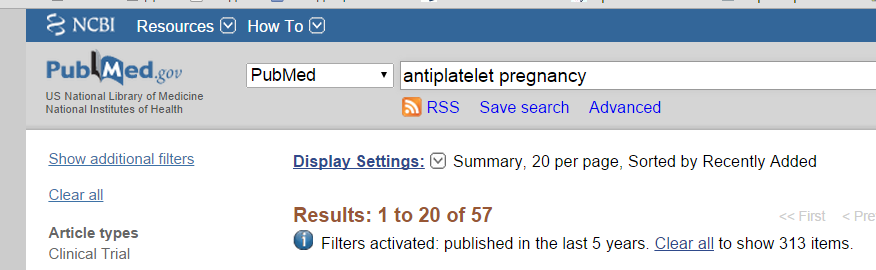 NCBI Resources How To
PubMed.gov
US National Library of Medicine
National Institutes of Health
PubMed
antiplatelet pregnancy
RSS Save search Advanced
Show additional filters
Clear all
Article types
Clinical Trial
Display Settings: Summary, 20 per page, Sorted by Recently Added
Results: 1 to 20 of 57
<< First < Pre
Filters activated: published in the last 5 years. Clear all to show 313 items.